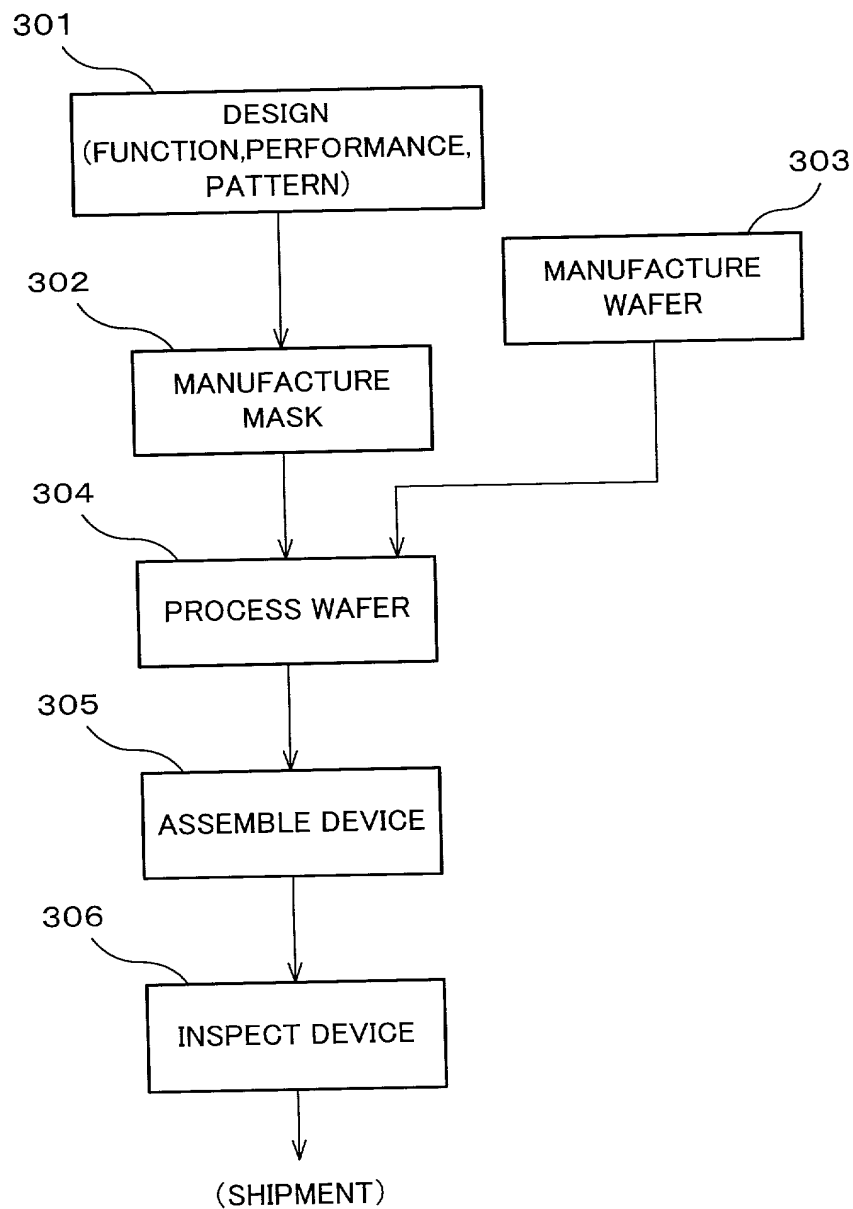 301
DESIGN
(FUNCTION,PERFORMANCE,
PATTERN)
303
MANUFACTURE
WAFER
302
MANUFACTURE
MASK
304
PROCESS WAFER
305
ASSEMBLE DEVICE
306
INSPECT DEVICE
(SHIPMENT)